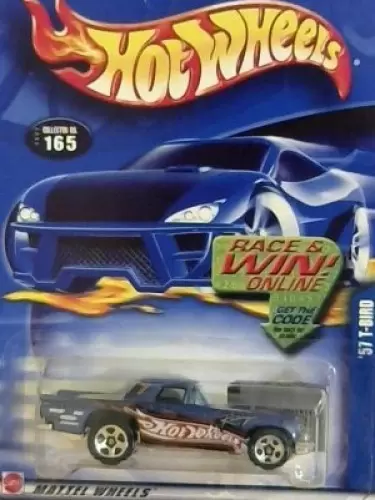 HOT WHEELS
COLLECTOR NO.
165
RACE &
WIN!
ONLINE
GET THE
CODE
'57 T-BIRD
Hot Wheels
MATTEL WHEELS